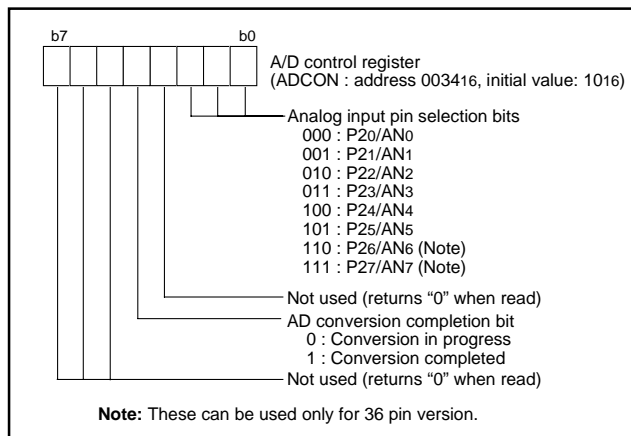 b7 b0
A/D control register
(ADCON : address 003416, initial value: 1016)
Analog input pin selection bits
000 : P20/AN0
001 : P21/AN1
010 : P22/AN2
011 : P23/AN3
100 : P24/AN4
101 : P25/AN5
110 : P26/AN6 (Note)
111 : P27/AN7 (Note)
Not used (returns “0” when read)
AD conversion completion bit
0 : Conversion in progress
1 : Conversion completed
Not used (returns “0” when read)
Note: These can be used only for 36 pin version.